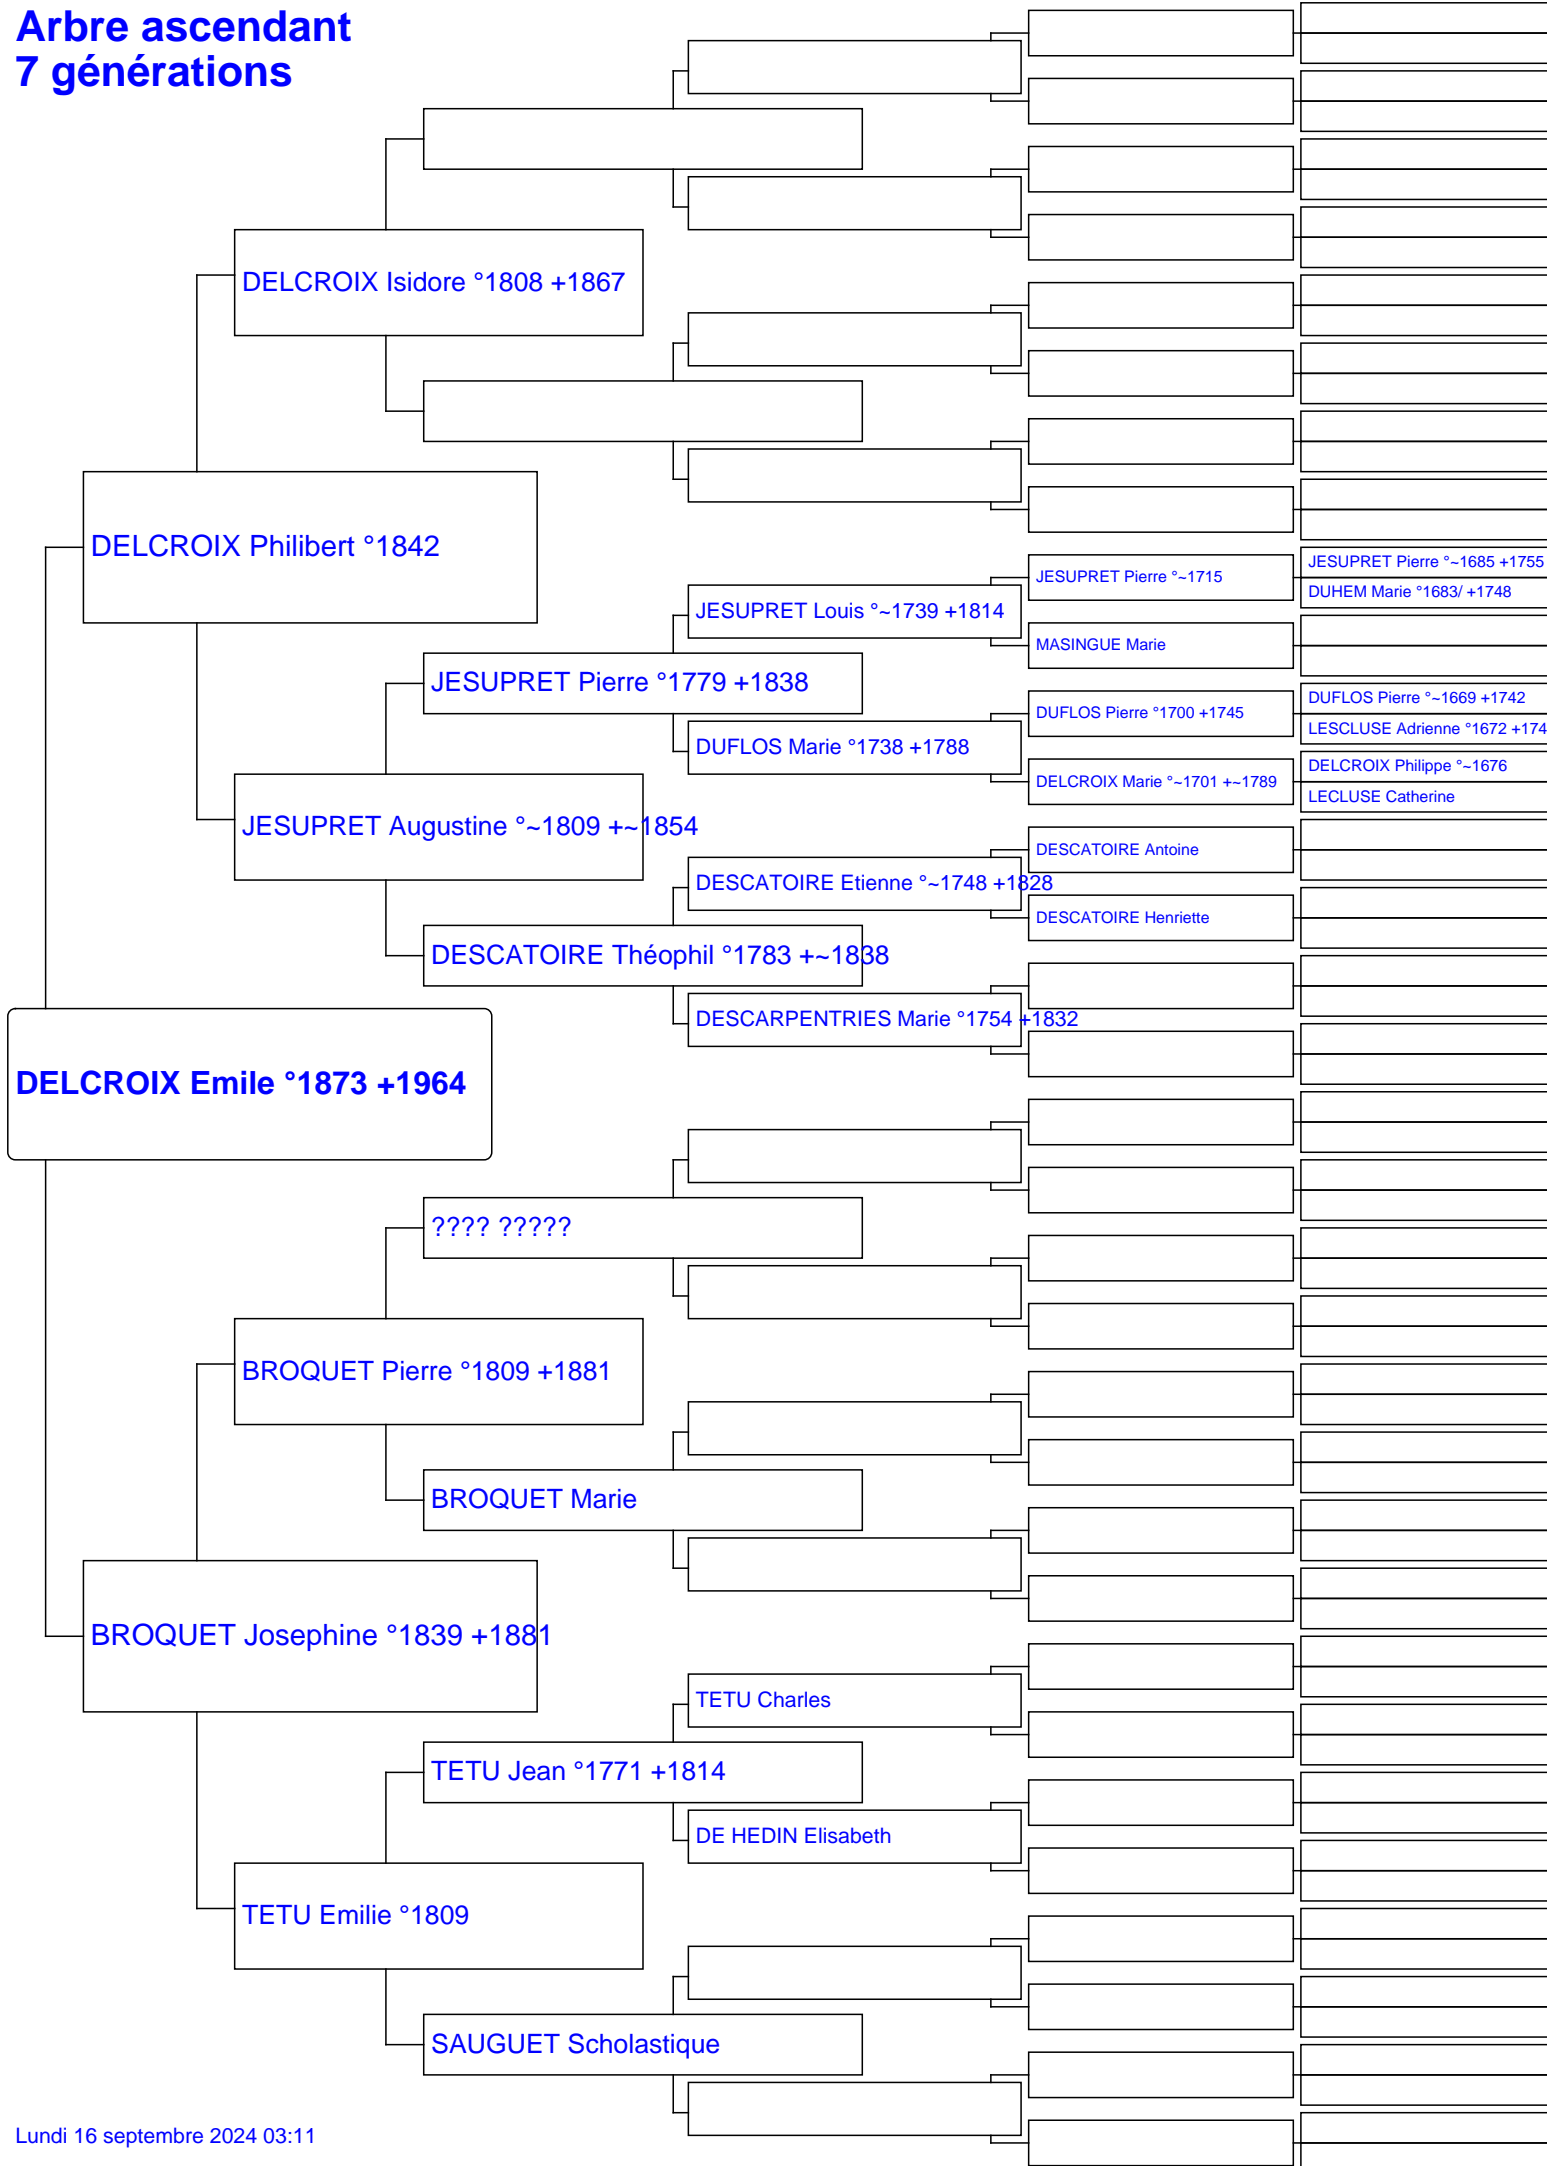 Arbre ascendant
7 générations
DELCROIX Isidore °1808 +1867
DELCROIX Philibert °1842
JESUPRET Pierre °~1685 +1755
JESUPRET Pierre °~1715
DUHEM Marie °1683/ +1748
JESUPRET Louis °~1739 +1814
MASINGUE Marie
JESUPRET Pierre °1779 +1838
DUFLOS Pierre °~1669 +1742
DUFLOS Pierre °1700 +1745
LESCLUSE Adrienne °1672 +174
DUFLOS Marie °1738 +1788
DELCROIX Philippe °~1676
DELCROIX Marie °~1701 +~1789
LECLUSE Catherine
JESUPRET Augustine °~1809 +~1854
DESCATOIRE Antoine
DESCATOIRE Etienne °~1748 +1828
DESCATOIRE Henriette
DESCATOIRE Théophil °1783 +~1838
DESCARPENTRIES Marie °1754 +1832
DELCROIX Emile °1873 +1964
???? ?????
BROQUET Pierre °1809 +1881
BROQUET Marie
BROQUET Josephine °1839 +1881
TETU Charles
TETU Jean °1771 +1814
DE HEDIN Elisabeth
TETU Emilie °1809
SAUGUET Scholastique
Lundi 16 septembre 2024 03:11